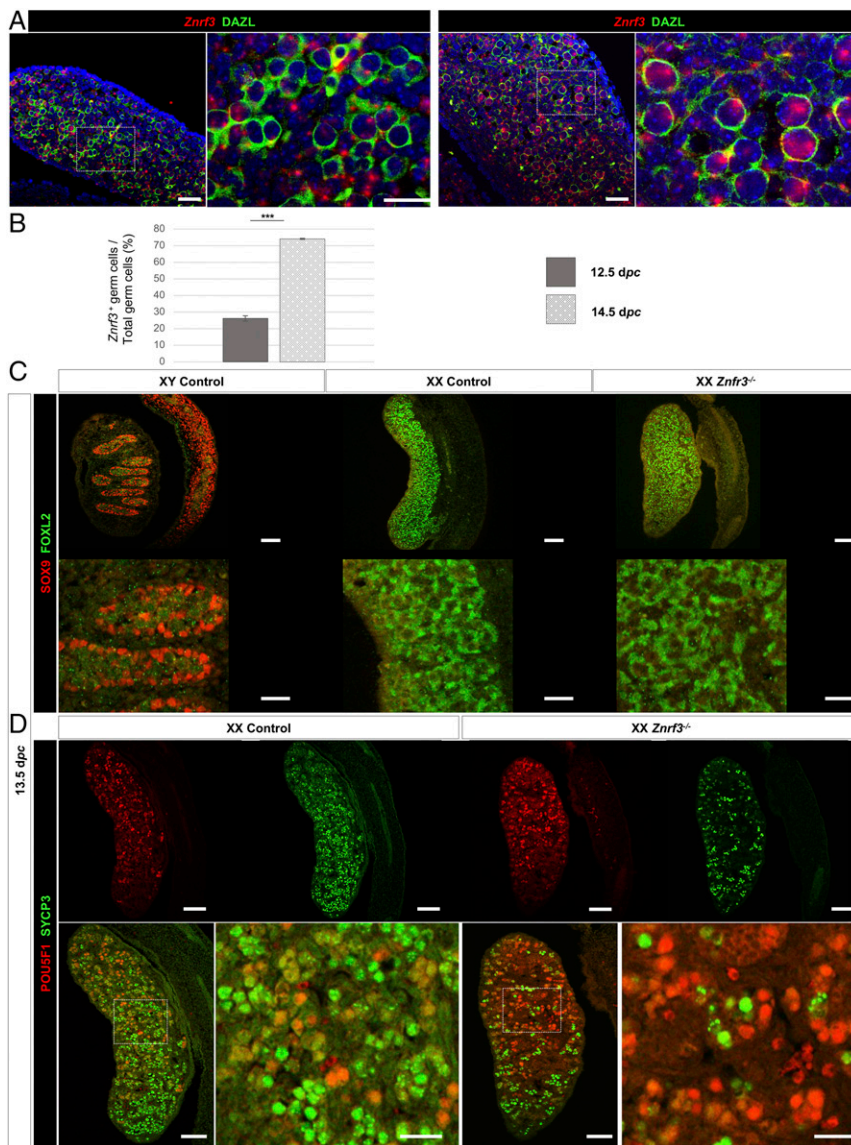 A
Znrf3 DAZL
Znrf3 DAZL
B
Znrf3+ germ cells /
Total germ cells (%)
80
70
60
50
40
30
20
10
0
***
12.5 dpc
14.5 dpc
C
XY Control
XX Control
XX Znfr3-/-
SOX9 FOXL2
D
XX Control
XX Znrf3-/-
13.5 dpc
POU5F1 SYCP3